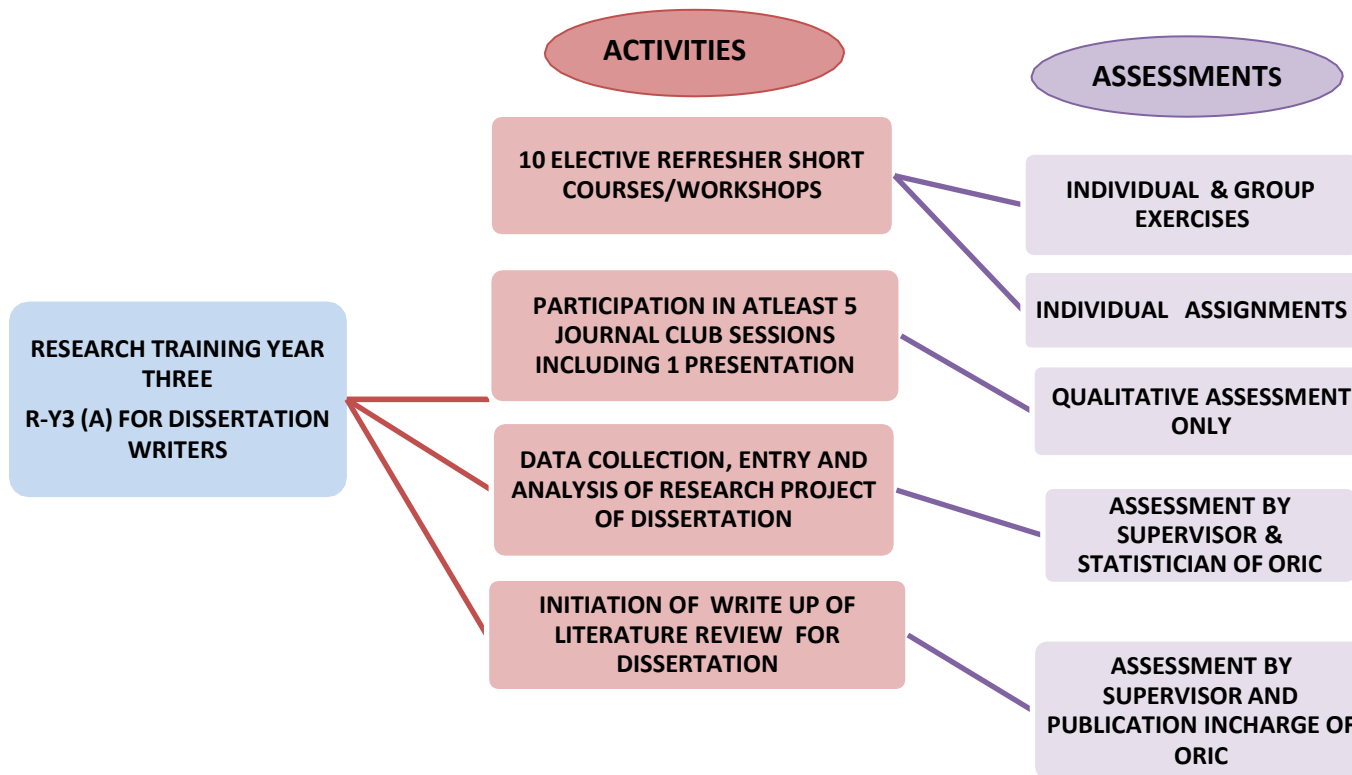 ACTIVITIES
ASSESSMENTS
10 ELECTIVE REFRESHER SHORT
COURSES/WORKSHOPS
INDIVIDUAL & GROUP
EXERCISES
INDIVIDUAL ASSIGNMENTS
RESEARCH TRAINING YEAR
THREE
R-Y3 (A) FOR DISSERTATION
WRITERS
PARTICIPATION IN ATLEAST 5
JOURNAL CLUB SESSIONS
INCLUDING 1 PRESENTATION
QUALITATIVE ASSESSMENT
ONLY
DATA COLLECTION, ENTRY AND
ANALYSIS OF RESEARCH PROJECT
OF DISSERTATION
ASSESSMENT BY
SUPERVISOR &
STATISTICIAN OF ORIC
INITIATION OF WRITE UP OF
LITERATURE REVIEW FOR
DISSERTATION
ASSESSMENT BY
SUPERVISOR AND
PUBLICATION INCHARGE OF
ORIC